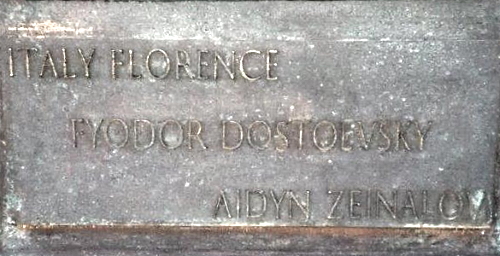 ITALY FLORENCE
FYODOR DOSTOEVSKY
AIDYN ZEINALOV